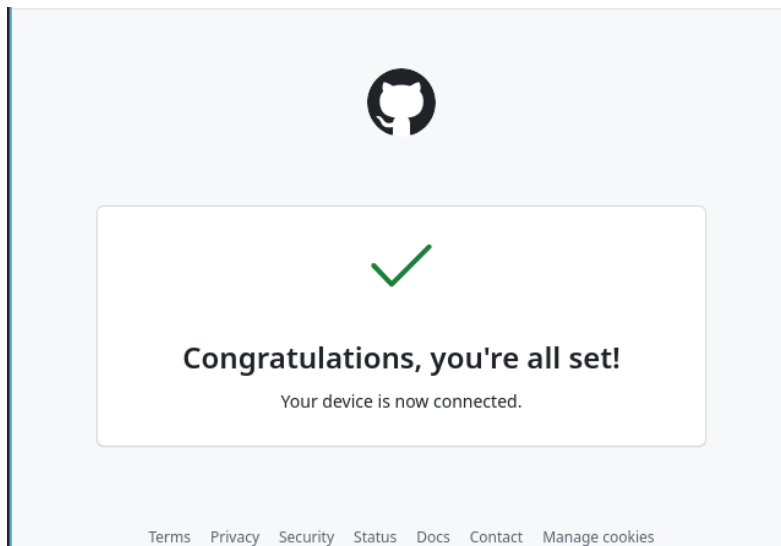 Congratulations, you're all set!
Your device is now connected.
Terms Privacy Security Status Docs Contact Manage cookies